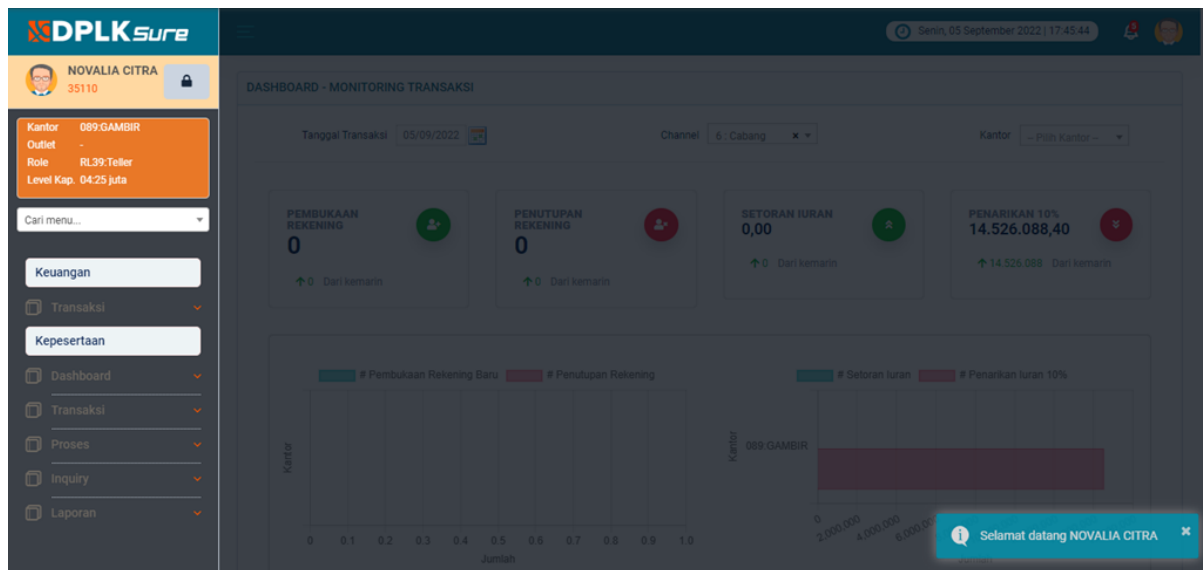 DPLK Sure
Senin, 05 September 2022 | 17:45:44
NOVALIA CITRA
35110
Kantor 089:GAMBIR
Outlet -
Role RL39:Teller
Level Kap. 04:25 juta
Cari menu...
Keuangan
Transaksi
Kepesertaan
Dashboard
Transaksi
Proses
Inquiry
Laporan
DASHBOARD - MONITORING TRANSAKSI
Tanggal Transaksi 05/09/2022 Channel 6 : Cabang Kantor -- Pilih Kantor --
PEMBUKAAN
REKENING
0
0 Dari kemarin
PENUTUPAN
REKENING
0
0 Dari kemarin
SETORAN IURAN
0,00
0 Dari kemarin
PENARIKAN 10%
14.526.088,40
14.526.088 Dari kemarin
# Pembukaan Rekening Baru # Penutupan Rekening
Kantor
0 0.1 0.2 0.3 0.4 0.5 0.6 0.7 0.8 0.9 1.0
Jumlah
# Setoran Iuran # Penarikan Iuran 10%
Kantor
089:GAMBIR
0 2,000,000 4,000,000
Selamat datang NOVALIA CITRA